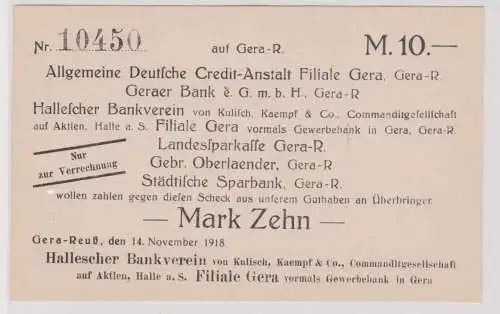 Nr. 10450 auf Gera-R. M. 10.—
Allgemeine Deutsche Credit-Anstalt Filiale Gera, Gera-R.
Geraer Bank e. G. m. b. H., Gera-R
Hallescher Bankverein von Kulisch, Kaempf & Co., Commanditgesellschaft
auf Aktien, Halle a. S. Filiale Gera vormals Gewerbebank in Gera, Gera-R.
Landessparkasse Gera-R.
Nur
zur Verrechnung
Gebr. Oberlaender, Gera-R.
Städtische Sparbank, Gera-R.
wollen zahlen gegen diesen Scheck aus unserem Guthaben an Überbringer
— Mark Zehn —
Gera-Reuß, den 14. November 1918
Hallescher Bankverein von Kulisch, Kaempf & Co., Commanditgesellschaft
auf Aktien, Halle a. S. Filiale Gera vormals Gewerbebank in Gera